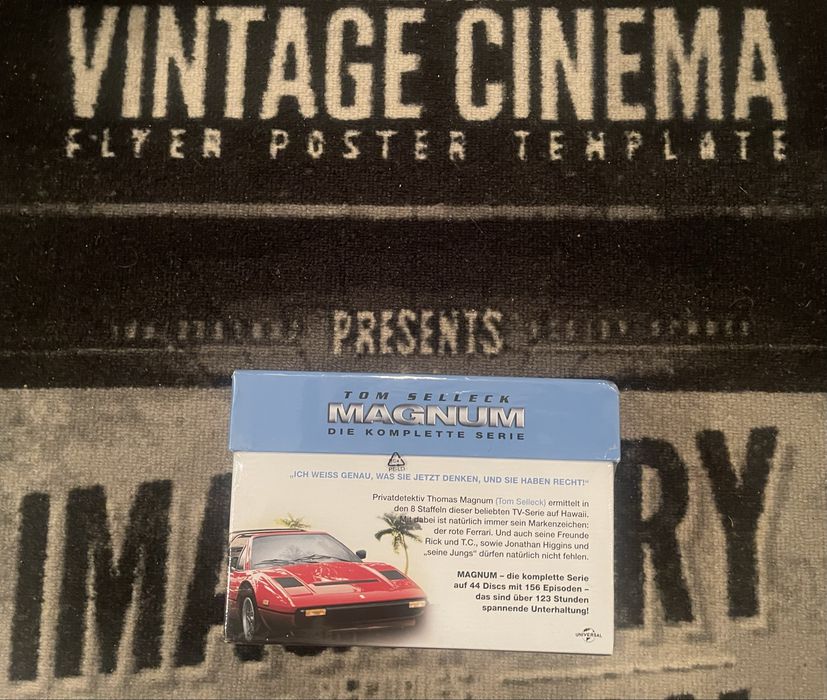 VINTAGE CINEMA
FLYER POSTER TEMPLATE
PRESENTS
TOM SELLECK
MAGNUM
DIE KOMPLETTE SERIE
PE-LD
„ICH WEISS GENAU, WAS SIE JETZT DENKEN, UND SIE HABEN RECHT!“
Privatdetektiv Thomas Magnum (Tom Selleck) ermittelt in
den 8 Staffeln dieser beliebten TV-Serie auf Hawaii.
Mit dabei ist natürlich immer sein Markenzeichen:
der rote Ferrari. Und auch seine Freunde
Rick und T.C., sowie Jonathan Higgins und
„seine Jungs“ dürfen natürlich nicht fehlen.
MAGNUM – die komplette Serie
auf 44 Discs mit 156 Episoden –
das sind über 123 Stunden
spannende Unterhaltung!
UNIVERSAL